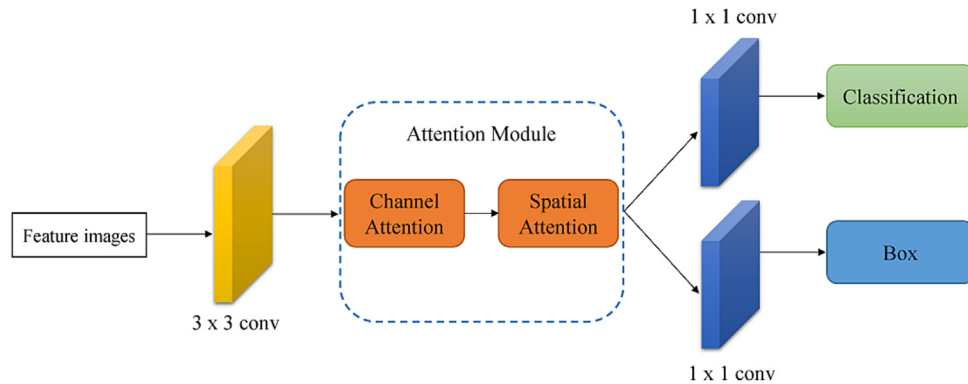 Feature images
3 x 3 conv
Attention Module
Channel
Attention
Spatial
Attention
1 x 1 conv
Classification
Box
1 x 1 conv